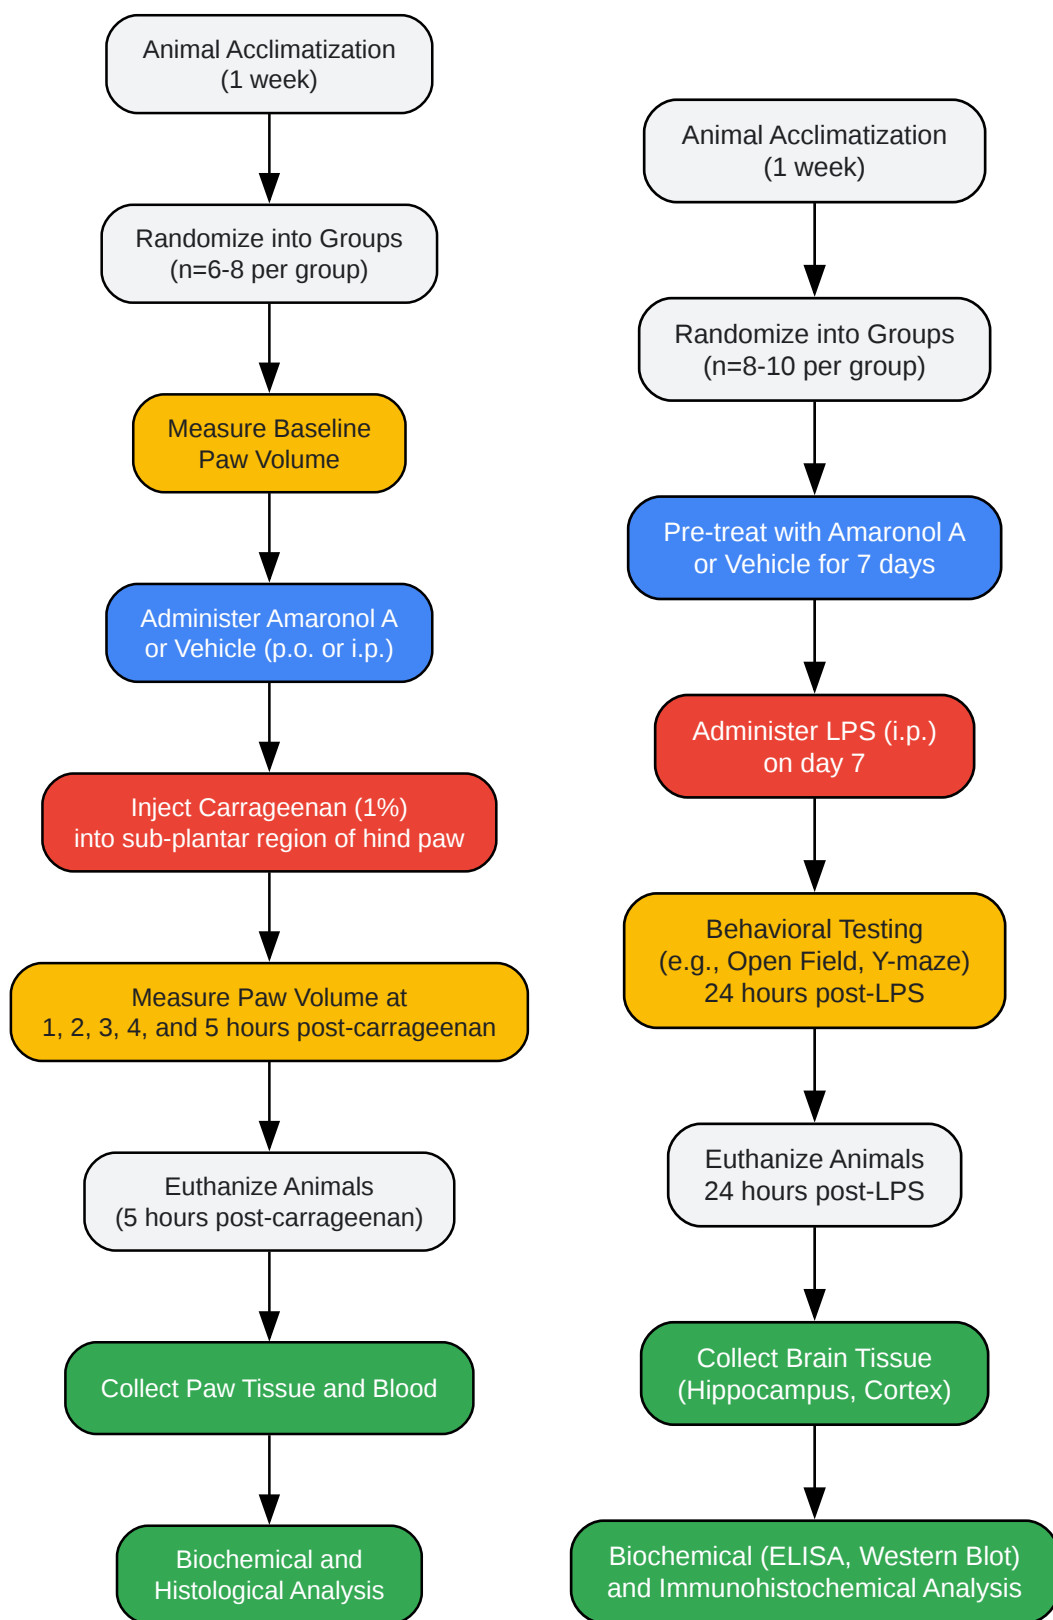 Animal Acclimatization
(1 week)
Randomize into Groups
(n=6-8 per group)
Measure Baseline
Paw Volume
Administer Amaronol A
or Vehicle (p.o. or i.p.)
Inject Carrageenan (1%)
into sub-plantar region of hind paw
Measure Paw Volume at
1, 2, 3, 4, and 5 hours post-carrageenan
Euthanize Animals
(5 hours post-carrageenan)
Collect Paw Tissue and Blood
Biochemical and
Histological Analysis
Animal Acclimatization
(1 week)
Randomize into Groups
(n=8-10 per group)
Pre-treat with Amaronol A
or Vehicle for 7 days
Administer LPS (i.p.)
on day 7
Behavioral Testing
(e.g., Open Field, Y-maze)
24 hours post-LPS
Euthanize Animals
24 hours post-LPS
Collect Brain Tissue
(Hippocampus, Cortex)
Biochemical (ELISA, Western Blot)
and Immunohistochemical Analysis